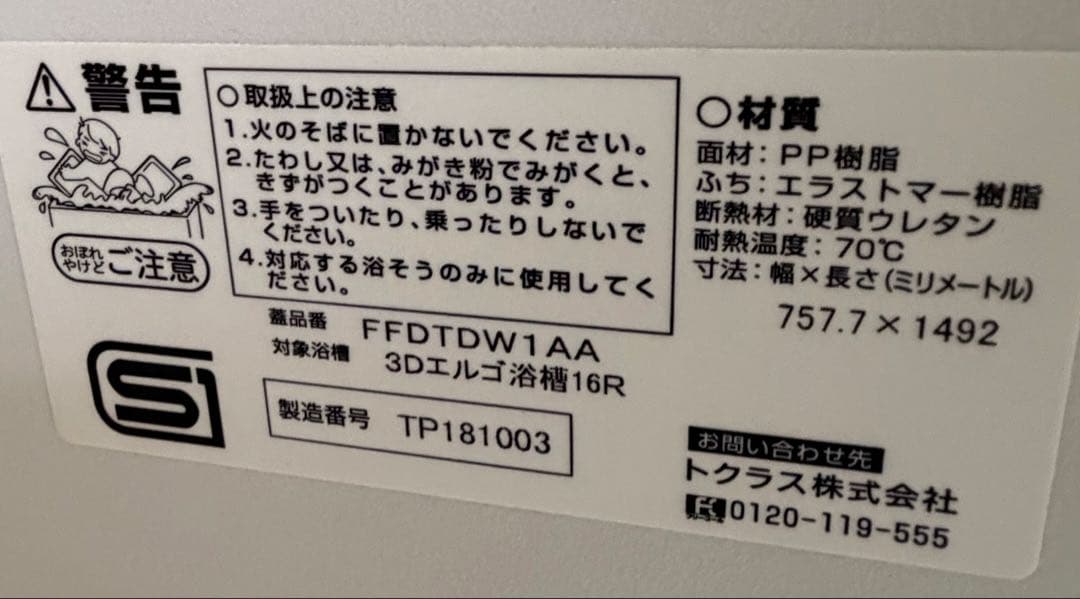 警告
おぼれ
やけど
ご注意
○取扱上の注意
1.火のそばに置かないでください。
2.たわし又は、みがき粉でみがくと、
きずがつくことがあります。
3.手をついたり、乗ったりしないで
ください。
4.対応する浴そうのみに使用してく
ださい。
蓋品番 FFDTDW1AA
対象浴槽 3Dエルゴ浴槽16R
製造番号 TP181003
○材質
面材：PP樹脂
ふち：エラストマー樹脂
断熱材：硬質ウレタン
耐熱温度：70℃
寸法：幅×長さ(ミリメートル)
757.7×1492
お問い合わせ先
トクラス株式会社
0120-119-555